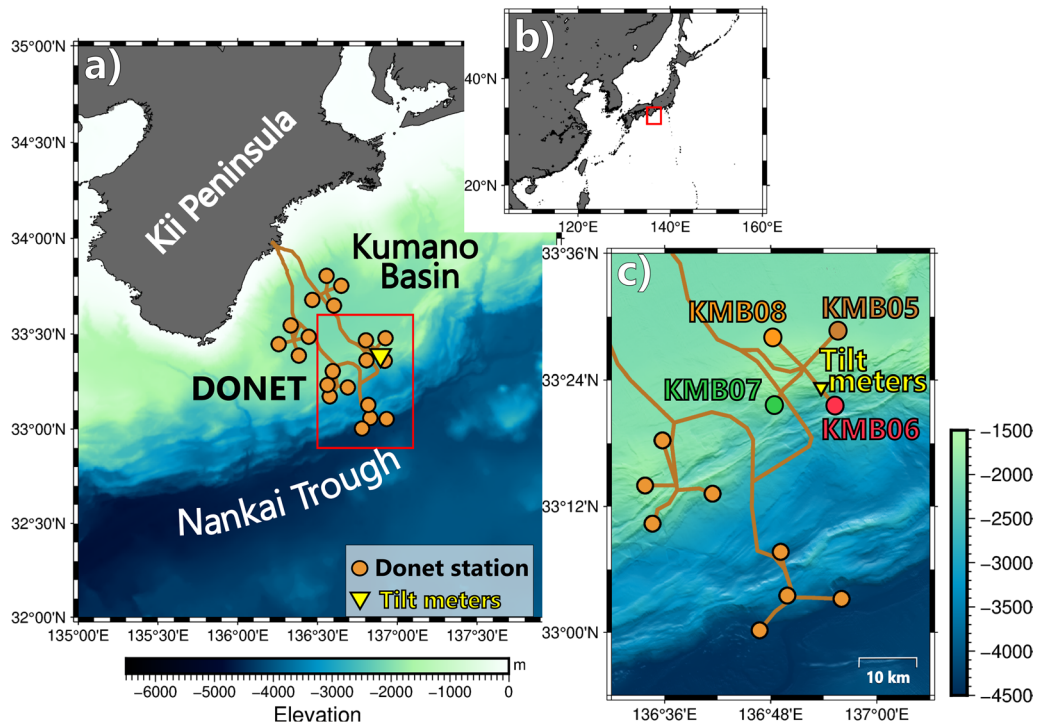 a)
35°00'N
34°30'N
34°00'N
33°30'N
33°00'N
32°30'N
32°00'N
135°00'E
135°30'E
136°00'E
136°30'E
137°00'E
137°30'E
Kii Peninsula
Kumano
Basin
DONET
Nankai Trough
Donet station
Tilt meters
−6000
−5000
−4000
−3000
−2000
−1000
0
m
Elevation
b)
40°N
20°N
120°E
140°E
160°E
c)
33°36'N
33°24'N
33°12'N
33°00'N
136°36'E
136°48'E
137°00'E
KMB08
KMB05
Tilt
meters
KMB07
KMB06
10 km
−1500
−2000
−2500
−3000
−3500
−4000
−4500